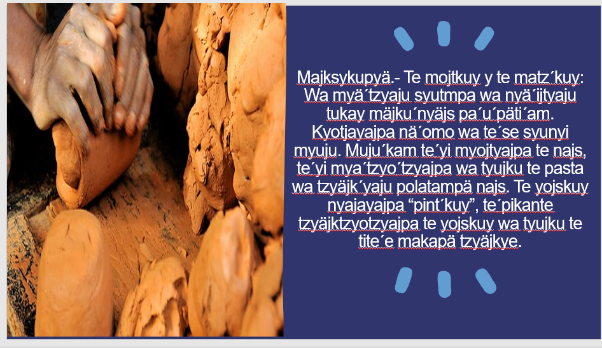 Majksykupyä.- Te mojtkuy y te matz´kuy:
Wa myä´tzyaju syutmpa wa nyä´ijtyaju
tukay mäjku´nyäjs pa´u´päti´am.
Kyotjayajpa nä´omo wa te´se syunyi
myuju. Muju´kam te´yi myojtyajpa te najs,
te´yi mya´tzyo´tzyajpa wa tyujku te pasta
wa tzyäjk´yaju polatampä najs. Te yojskuy
nyajayajpa “pint´kuy”, te´pikante
tzyäjktzyotzyajpa te yojskuy wa tyujku te
tite´e makapä tzyäjkye.